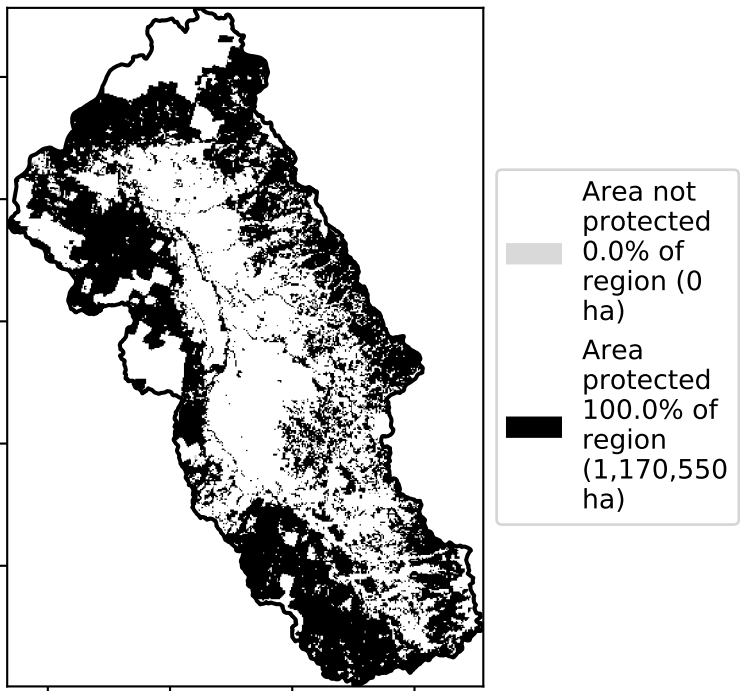 Area not
protected
0.0% of
region (0
ha)
Area
protected
100.0% of
region
(1,170,550
ha)